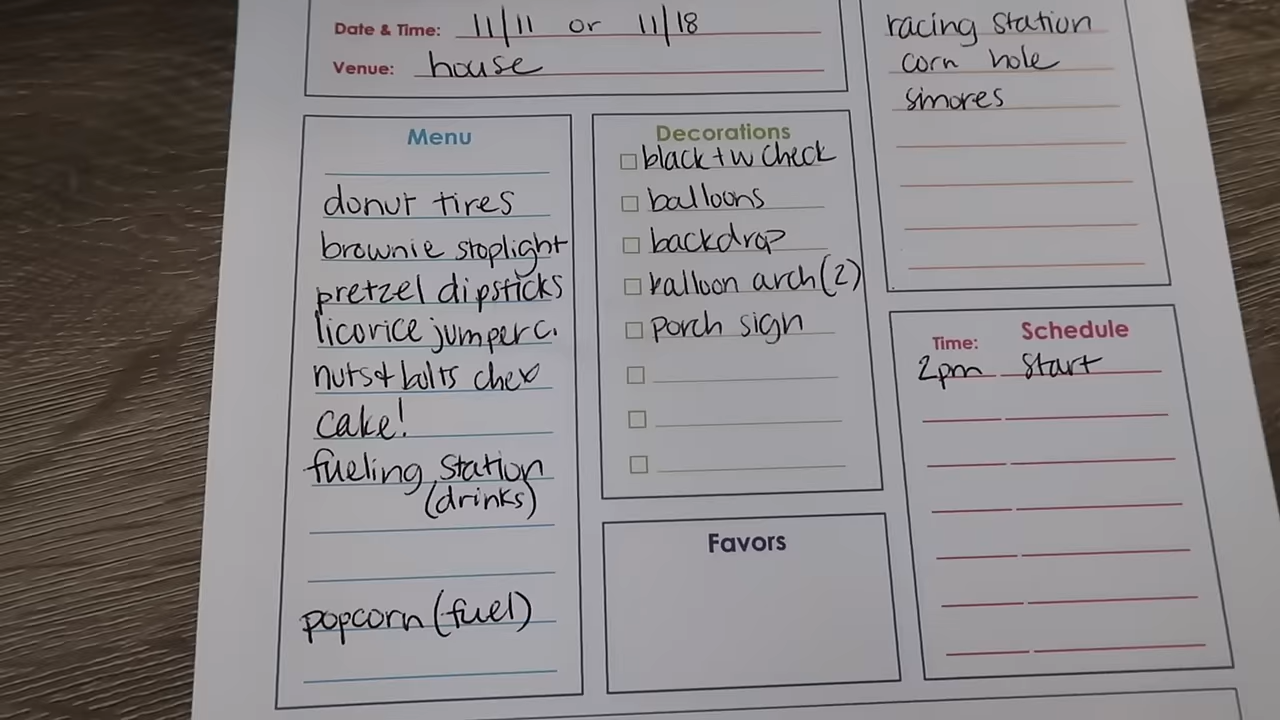 Date & Time: 11/11 or 11/18
Venue: house
racing station
corn hole
smores
Menu
donut tires
brownie stoplight
pretzel dipsticks
licorice jumper c.
nuts & bolts chex
cake!
fueling station
(drinks)
popcorn (fuel)
Decorations
black + w check
balloons
backdrop
balloon arch (2)
porch sign
Favors
Time: Schedule
2pm start